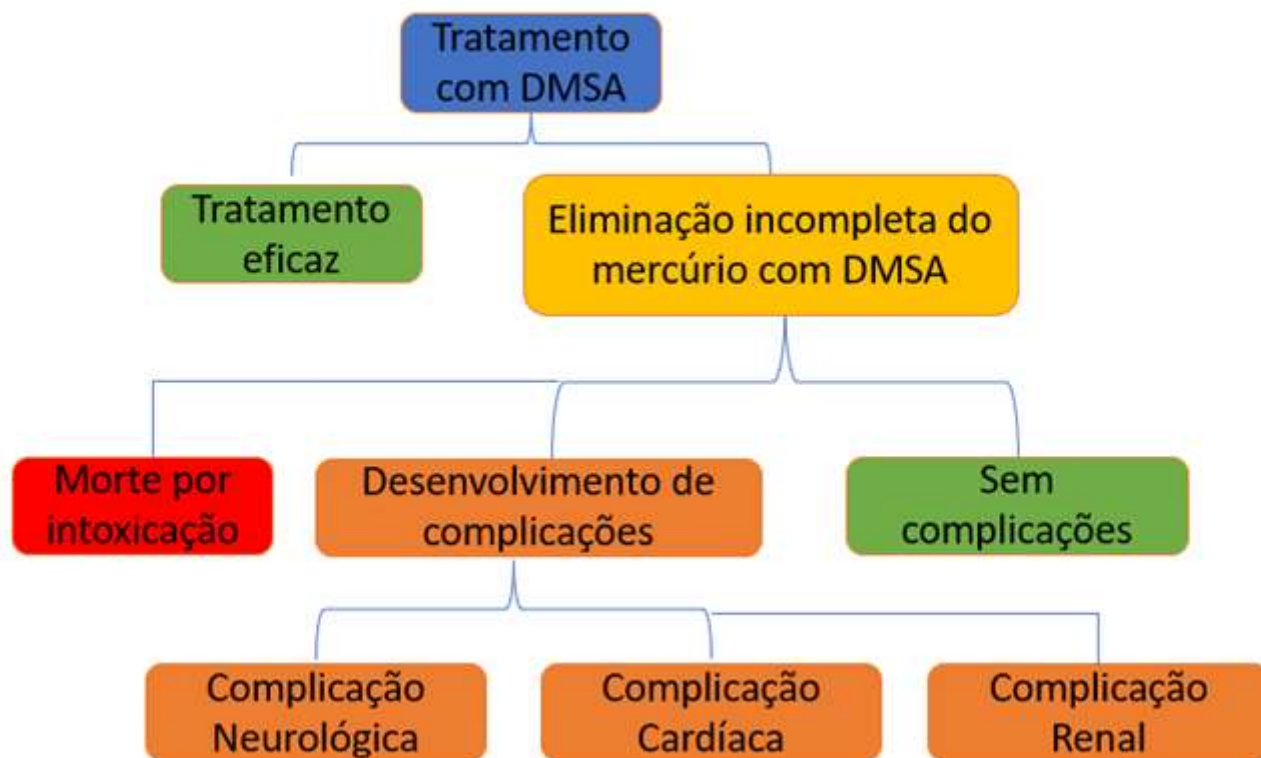 Tratamento
com DMSA
Tratamento
eficaz
Eliminação incompleta do
mercúrio com DMSA
Morte por
intoxicação
Desenvolvimento de
complicações
Sem
complicações
Complicação
Neurológica
Complicação
Cardíaca
Complicação
Renal